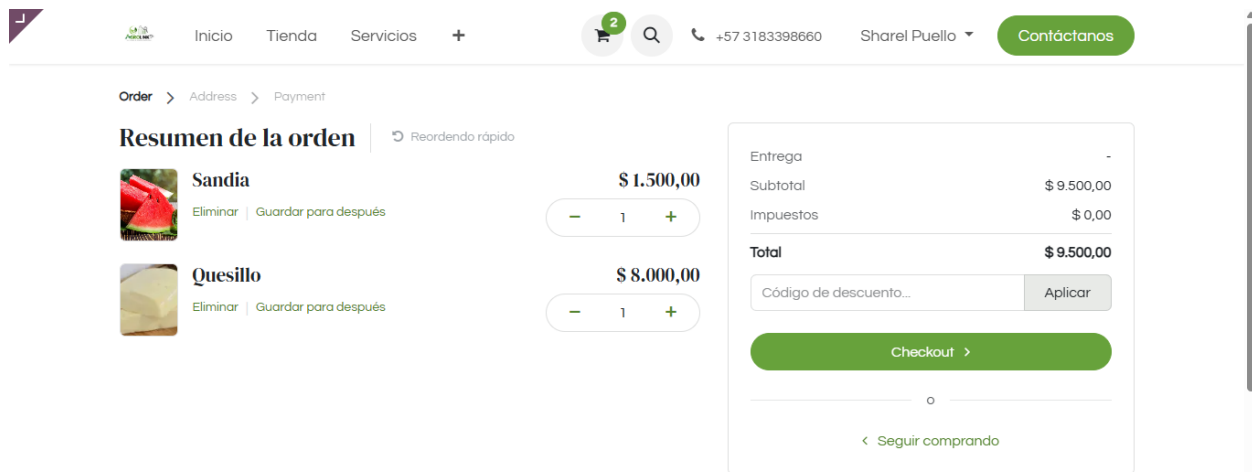 AGROLINK
Inicio Tienda Servicios + 2 +57 3183398660 Sharel Puello Contáctanos
Order > Address > Payment
Resumen de la orden Reordendo rápido
Sandia $ 1.500,00
Eliminar | Guardar para después - 1 +
Quesillo $ 8.000,00
Eliminar | Guardar para después - 1 +
Entrega -
Subtotal $ 9.500,00
Impuestos $ 0,00
Total $ 9.500,00
Código de descuento... Aplicar
Checkout >
o
< Seguir comprando